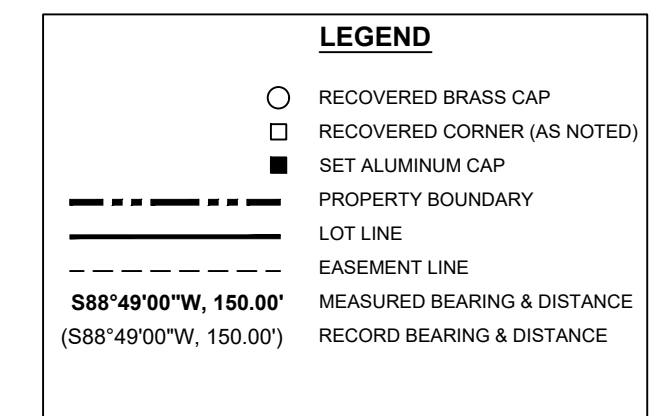 LEGEND
RECOVERED BRASS CAP
RECOVERED CORNER (AS NOTED)
SET ALUMINUM CAP
PROPERTY BOUNDARY
LOT LINE
EASEMENT LINE
S88°49'00"W, 150.00' MEASURED BEARING & DISTANCE
(S88°49'00"W, 150.00') RECORD BEARING & DISTANCE